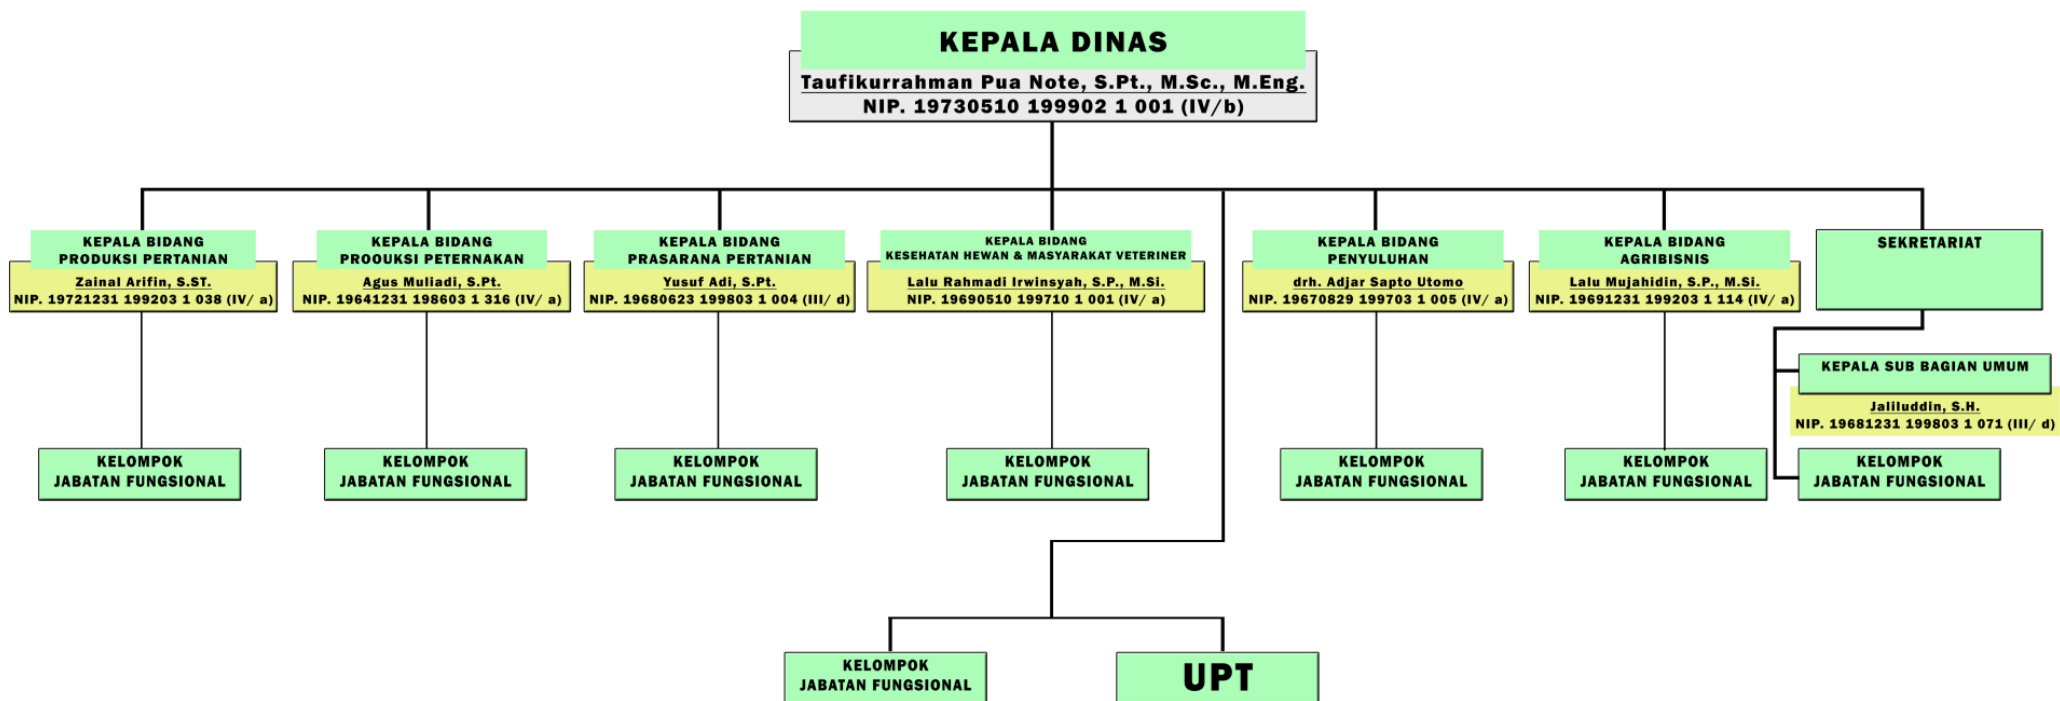 KEPALA DINAS
Taufikurrahman Pua Note, S.Pt., M.Sc., M.Eng.
NIP. 19730510 199902 1 001 (IV/b)
KEPALA BIDANG
PRODUKSI PERTANIAN
Zainal Arifin, S.ST.
NIP. 19721231 199203 1 038 (IV/ a)
KEPALA BIDANG
PROOUKSI PETERNAKAN
Agus Muliadi, S.Pt.
NIP. 19641231 198603 1 316 (IV/ a)
KEPALA BIDANG
PRASARANA PERTANIAN
Yusuf Adi, S.Pt.
NIP. 19680623 199803 1 004 (III/ d)
KEPALA BIDANG
KESEHATAN HEWAN & MASYARAKAT VETERINER
Lalu Rahmadi Irwinsyah, S.P., M.Si.
NIP. 19690510 199710 1 001 (IV/ a)
KEPALA BIDANG
PENYULUHAN
drh. Adjar Sapto Utomo
NIP. 19670829 199703 1 005 (IV/ a)
KEPALA BIDANG
AGRIBISNIS
Lalu Mujahidin, S.P., M.Si.
NIP. 19691231 199203 1 114 (IV/ a)
SEKRETARIAT
KEPALA SUB BAGIAN UMUM
Jaliluddin, S.H.
NIP. 19681231 199803 1 071 (III/ d)
KELOMPOK
JABATAN FUNGSIONAL
KELOMPOK
JABATAN FUNGSIONAL
KELOMPOK
JABATAN FUNGSIONAL
KELOMPOK
JABATAN FUNGSIONAL
KELOMPOK
JABATAN FUNGSIONAL
KELOMPOK
JABATAN FUNGSIONAL
KELOMPOK
JABATAN FUNGSIONAL
KELOMPOK
JABATAN FUNGSIONAL
UPT